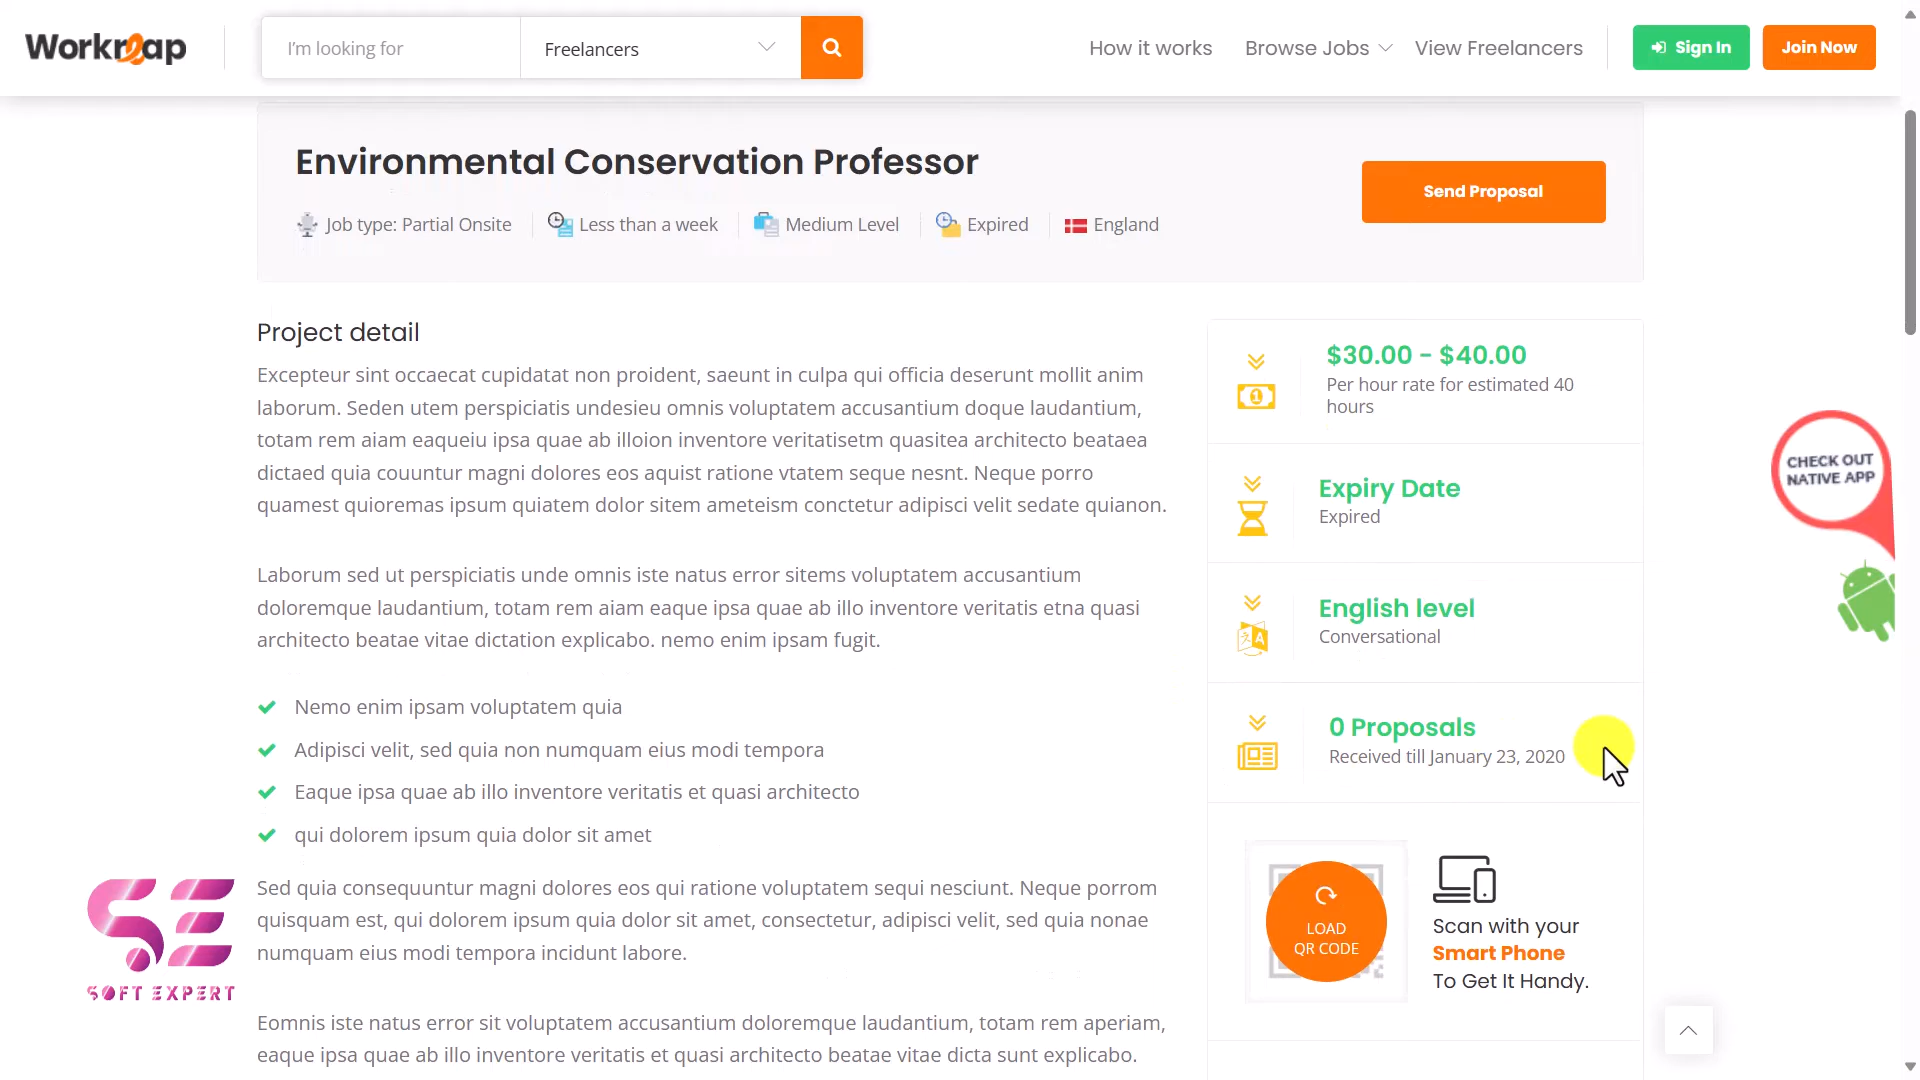 Workreap
I'm looking for
Freelancers
How it works
Browse Jobs
View Freelancers
Sign In
Join Now
Environmental Conservation Professor
Job type: Partial Onsite
Less than a week
Medium Level
Expired
England
Send Proposal
Project detail
Excepteur sint occaecat cupidatat non proident, saeunt in culpa qui officia deserunt mollit anim
laborum. Seden utem perspiciatis undesieu omnis voluptatem accusantium doque laudantium,
totam rem aiam eaqueiu ipsa quae ab illoion inventore veritatisetm quasitea architecto beataea
dictaed quia couuntur magni dolores eos aquist ratione vtatem seque nesnt. Neque porro
quamest quioremas ipsum quiatem dolor sitem ameteism conctetur adipisci velit sedate quianon.
Laborum sed ut perspiciatis unde omnis iste natus error sitems voluptatem accusantium
doloremque laudantium, totam rem aiam eaque ipsa quae ab illo inventore veritatis etna quasi
architecto beatae vitae dictation explicabo. nemo enim ipsam fugit.
Nemo enim ipsam voluptatem quia
Adipisci velit, sed quia non numquam eius modi tempora
Eaque ipsa quae ab illo inventore veritatis et quasi architecto
qui dolorem ipsum quia dolor sit amet
Sed quia consequuntur magni dolores eos qui ratione voluptatem sequi nesciunt. Neque porrom
quisquam est, qui dolorem ipsum quia dolor sit amet, consectetur, adipisci velit, sed quia nonae
numquam eius modi tempora incidunt labore.
Eomnis iste natus error sit voluptatem accusantium doloremque laudantium, totam rem aperiam,
eaque ipsa quae ab illo inventore veritatis et quasi architecto beatae vitae dicta sunt explicabo.
$30.00 - $40.00
Per hour rate for estimated 40
hours
Expiry Date
Expired
English level
Conversational
0 Proposals
Received till January 23, 2020
LOAD
QR CODE
Scan with your
Smart Phone
To Get It Handy.
CHECK OUT
NATIVE APP
SE
SOFT EXPERT